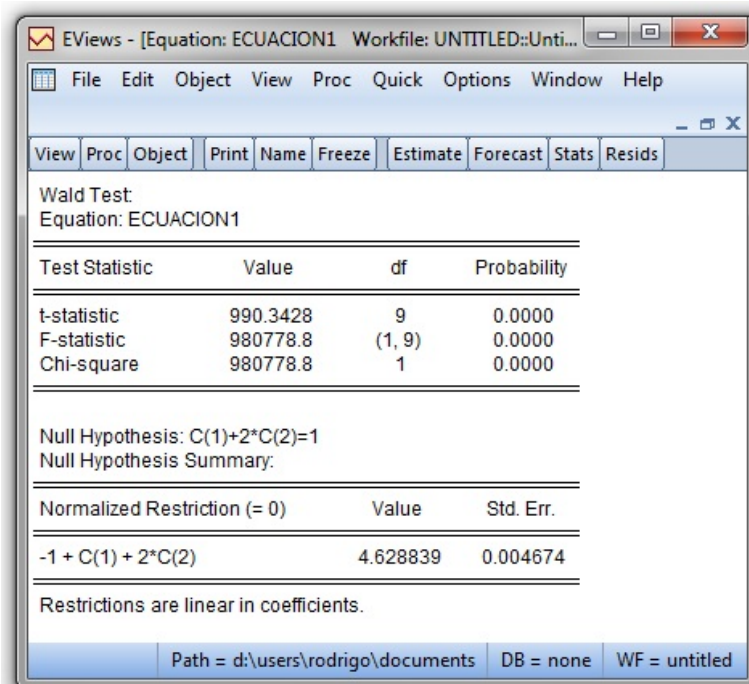 EViews - [Equation: ECUACION1 Workfile: UNTITLED::Unti...
File Edit Object View Proc Quick Options Window Help
View Proc Object Print Name Freeze Estimate Forecast Stats Resids
Wald Test:
Equation: ECUACION1
Test Statistic Value df Probability
t-statistic 990.3428 9 0.0000
F-statistic 980778.8 (1, 9) 0.0000
Chi-square 980778.8 1 0.0000
Null Hypothesis: C(1)+2*C(2)=1
Null Hypothesis Summary:
Normalized Restriction (= 0) Value Std. Err.
-1 + C(1) + 2*C(2) 4.628839 0.004674
Restrictions are linear in coefficients.
Path = d:\users\rodrigo\documents DB = none WF = untitled